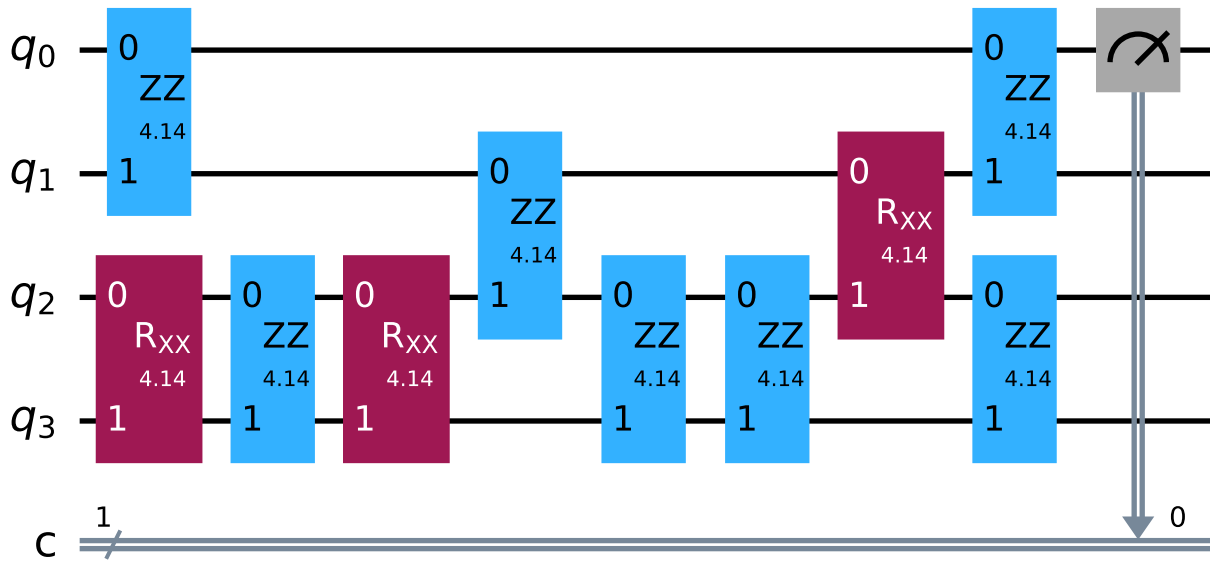 q0 0 0
ZZ ZZ
4.14 4.14
q1 1 0 0 1
ZZ RXX
4.14 4.14
q2 0 0 0 1 0 0 1 0
RXX ZZ RXX ZZ ZZ ZZ
4.14 4.14 4.14 4.14 4.14 4.14
q3 1 1 1 1 1 1
1 0
c